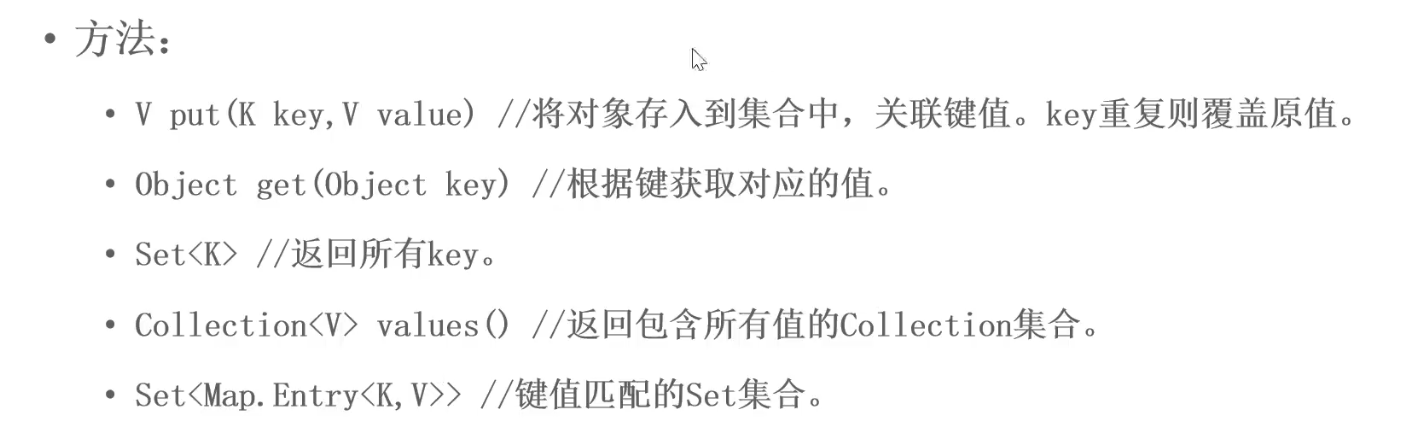 • 方法：
• V put(K key,V value) //将对象存入到集合中，关联键值。key重复则覆盖原值。
• Object get(Object key) //根据键获取对应的值。
• Set<K> //返回所有key。
• Collection<V> values() //返回包含所有值的Collection集合。
• Set<Map.Entry<K,V>> //键值匹配的Set集合。